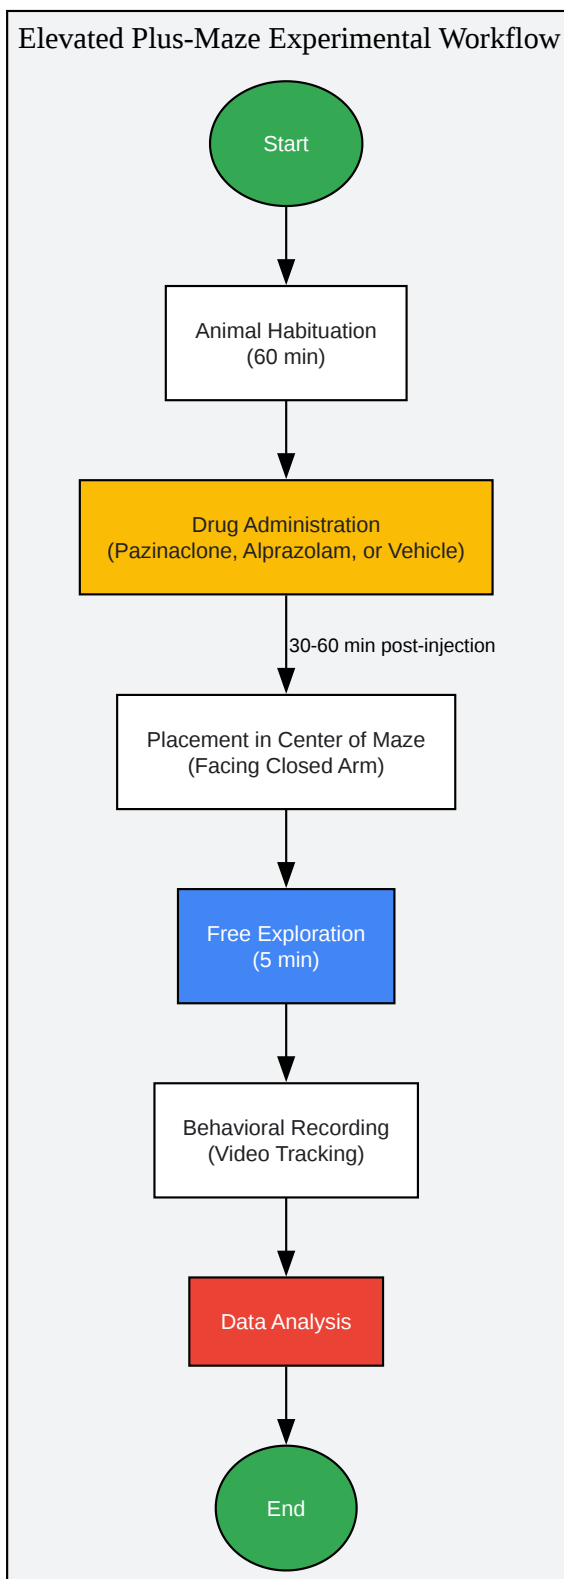 Elevated Plus-Maze Experimental Workflow
Start
Animal Habituation
(60 min)
Drug Administration
(Pazinaclone, Alprazolam, or Vehicle)
30-60 min post-injection
Placement in Center of Maze
(Facing Closed Arm)
Free Exploration
(5 min)
Behavioral Recording
(Video Tracking)
Data Analysis
End